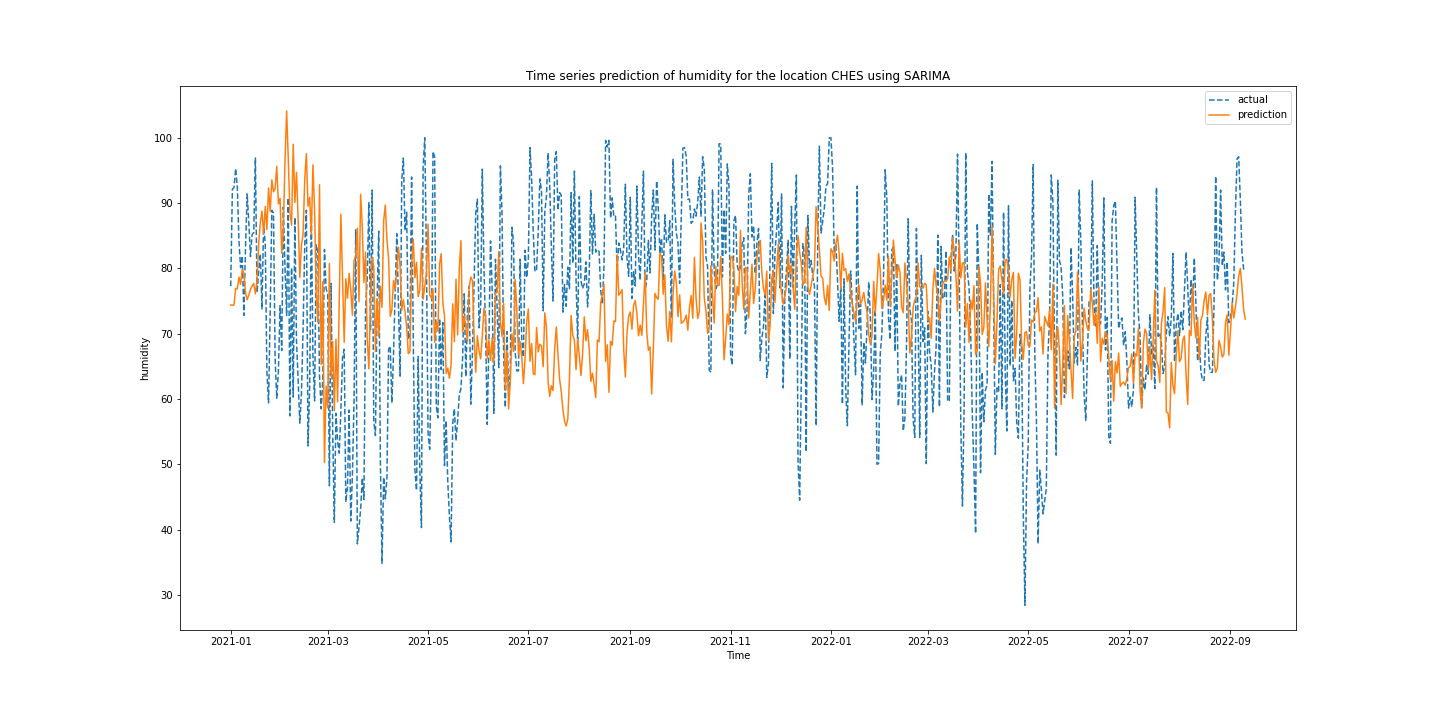 Time series prediction of humidity for the location CHES using SARIMA
actual
prediction
100
90
80
70
60
50
40
30
humidity
2021-01 2021-03 2021-05 2021-07 2021-09 2021-11 2022-01 2022-03 2022-05 2022-07 2022-09
Time